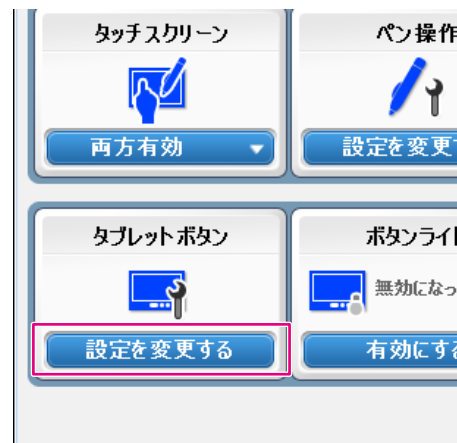 タッチスクリーン
ペン操作
両方有効
設定を変更
タブレットボタン
ボタンライ
無効になっ
設定を変更する
有効にする